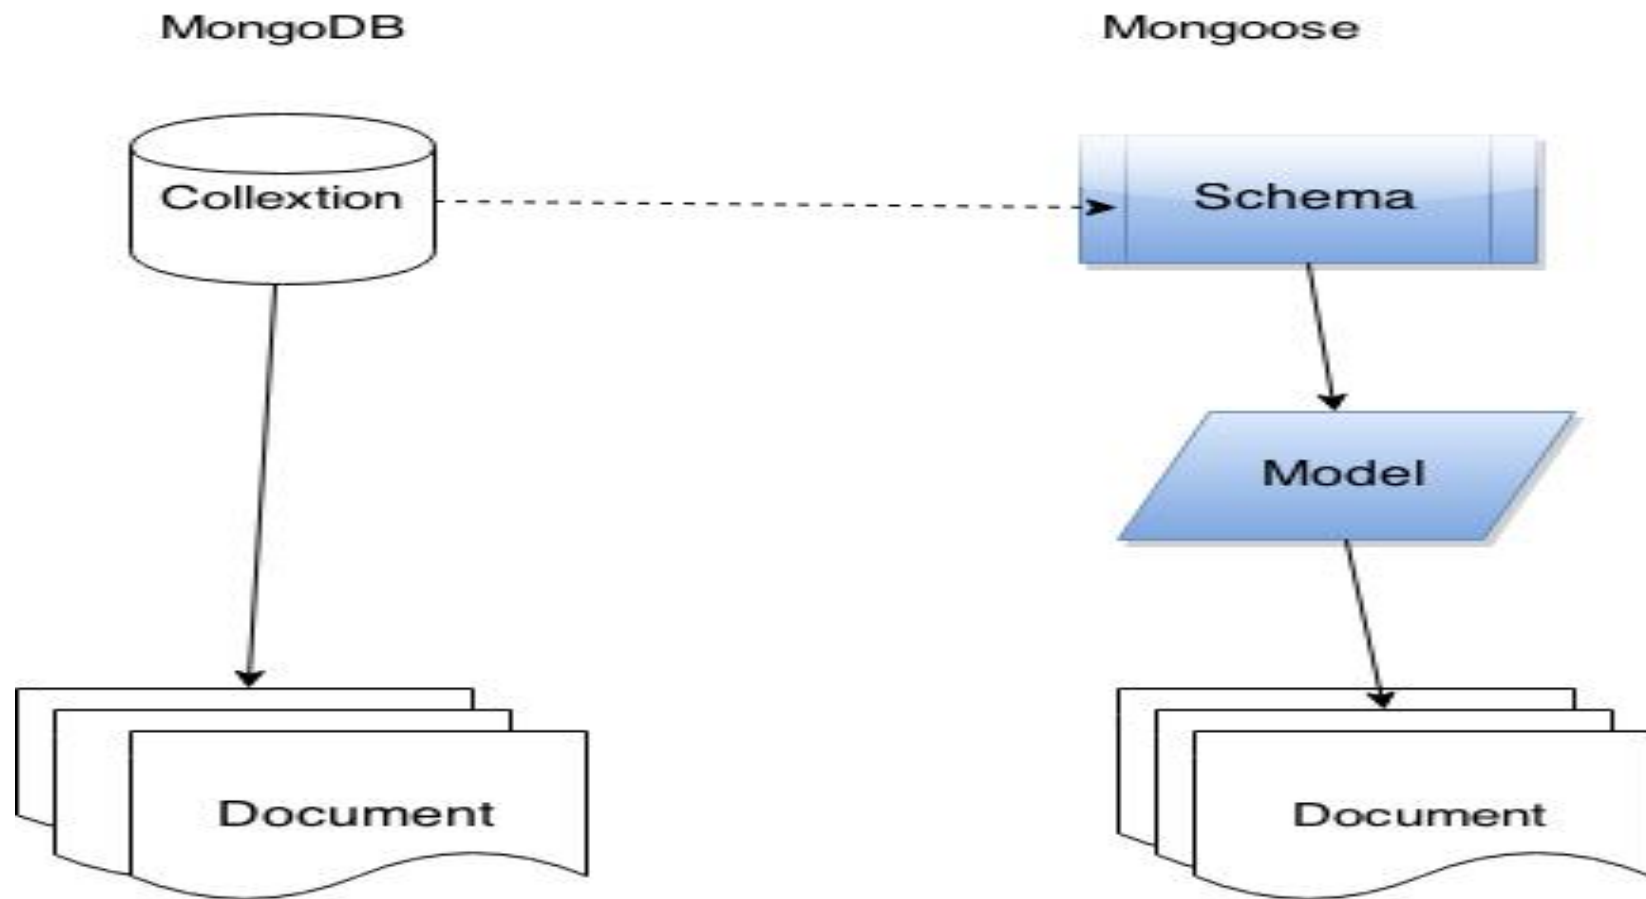 MongoDB
Mongoose
Collextion
Schema
Model
Document
Document